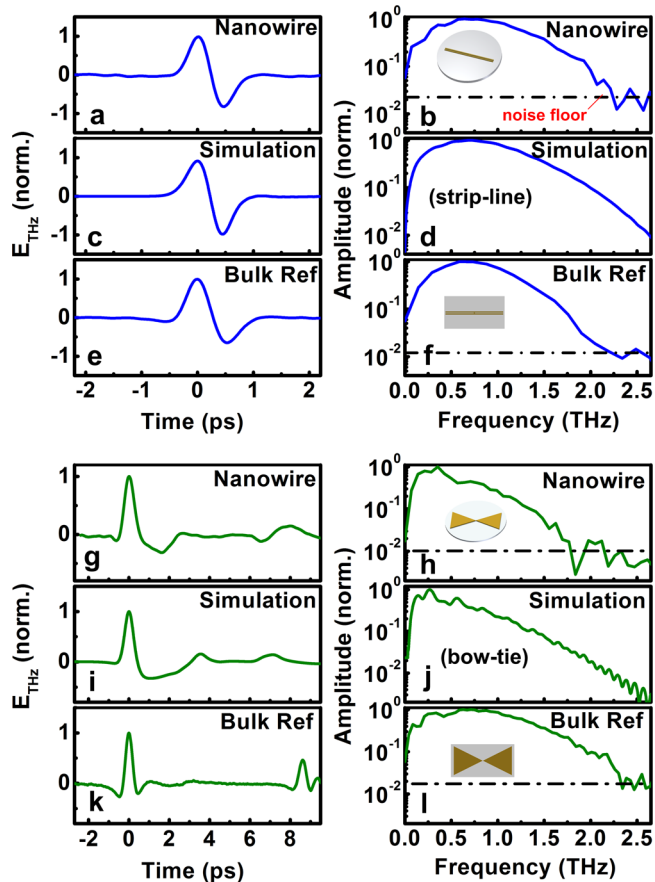 Nanowire
1
0
-1
a
E_THz (norm.)
Simulation
1
0
-1
c
Bulk Ref
1
0
-1
e
-2 -1 0 1 2
Time (ps)
Nanowire
10^0
10^-1
10^-2
noise floor
b
Amplitude (norm.)
Simulation
10^0
10^-1
10^-2
(strip-line)
d
Bulk Ref
10^0
10^-1
10^-2
f
0.0 0.5 1.0 1.5 2.0 2.5
Frequency (THz)
Nanowire
1
0
g
E_THz (norm.)
Simulation
1
0
i
Bulk Ref
1
0
k
-2 0 2 4 6 8
Time (ps)
Nanowire
10^0
10^-1
10^-2
h
Amplitude (norm.)
Simulation
10^0
10^-1
10^-2
(bow-tie)
j
Bulk Ref
10^0
10^-1
10^-2
l
0.0 0.5 1.0 1.5 2.0 2.5
Frequency (THz)